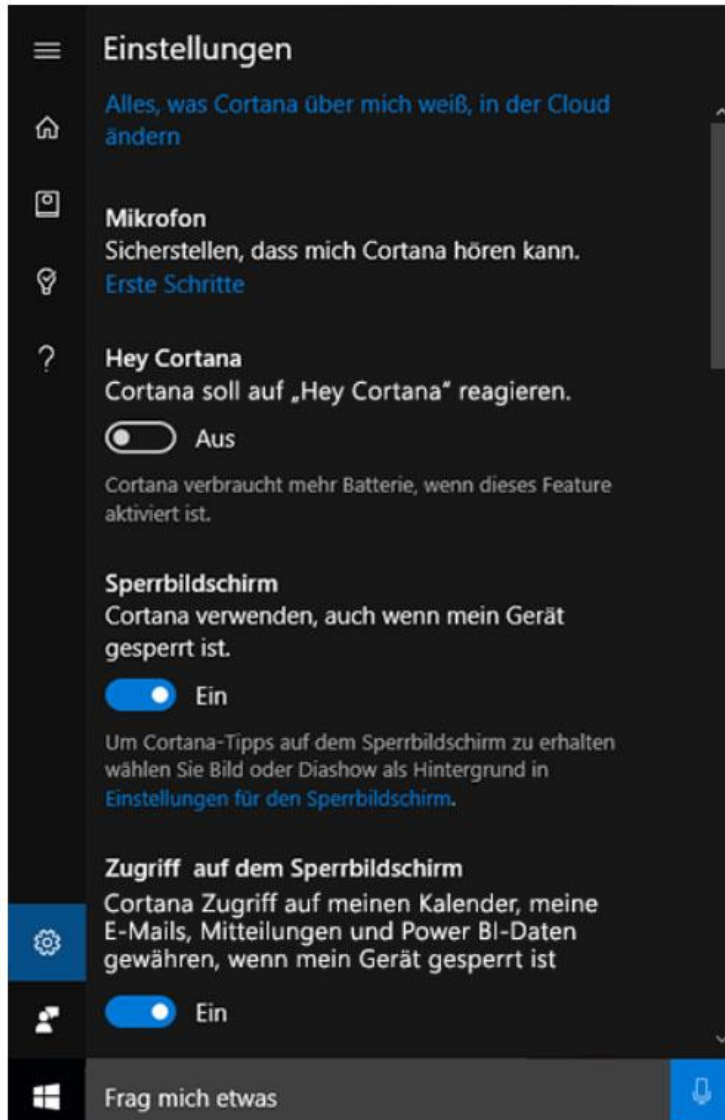 Einstellungen
Alles, was Cortana über mich weiß, in der Cloud
ändern
Mikrofon
Sicherstellen, dass mich Cortana hören kann.
Erste Schritte
Hey Cortana
Cortana soll auf „Hey Cortana“ reagieren.
Aus
Cortana verbraucht mehr Batterie, wenn dieses Feature
aktiviert ist.
Sperrbildschirm
Cortana verwenden, auch wenn mein Gerät
gesperrt ist.
Ein
Um Cortana-Tipps auf dem Sperrbildschirm zu erhalten
wählen Sie Bild oder Diashow als Hintergrund in
Einstellungen für den Sperrbildschirm.
Zugriff auf dem Sperrbildschirm
Cortana Zugriff auf meinen Kalender, meine
E-Mails, Mitteilungen und Power BI-Daten
gewähren, wenn mein Gerät gesperrt ist
Ein
Frag mich etwas